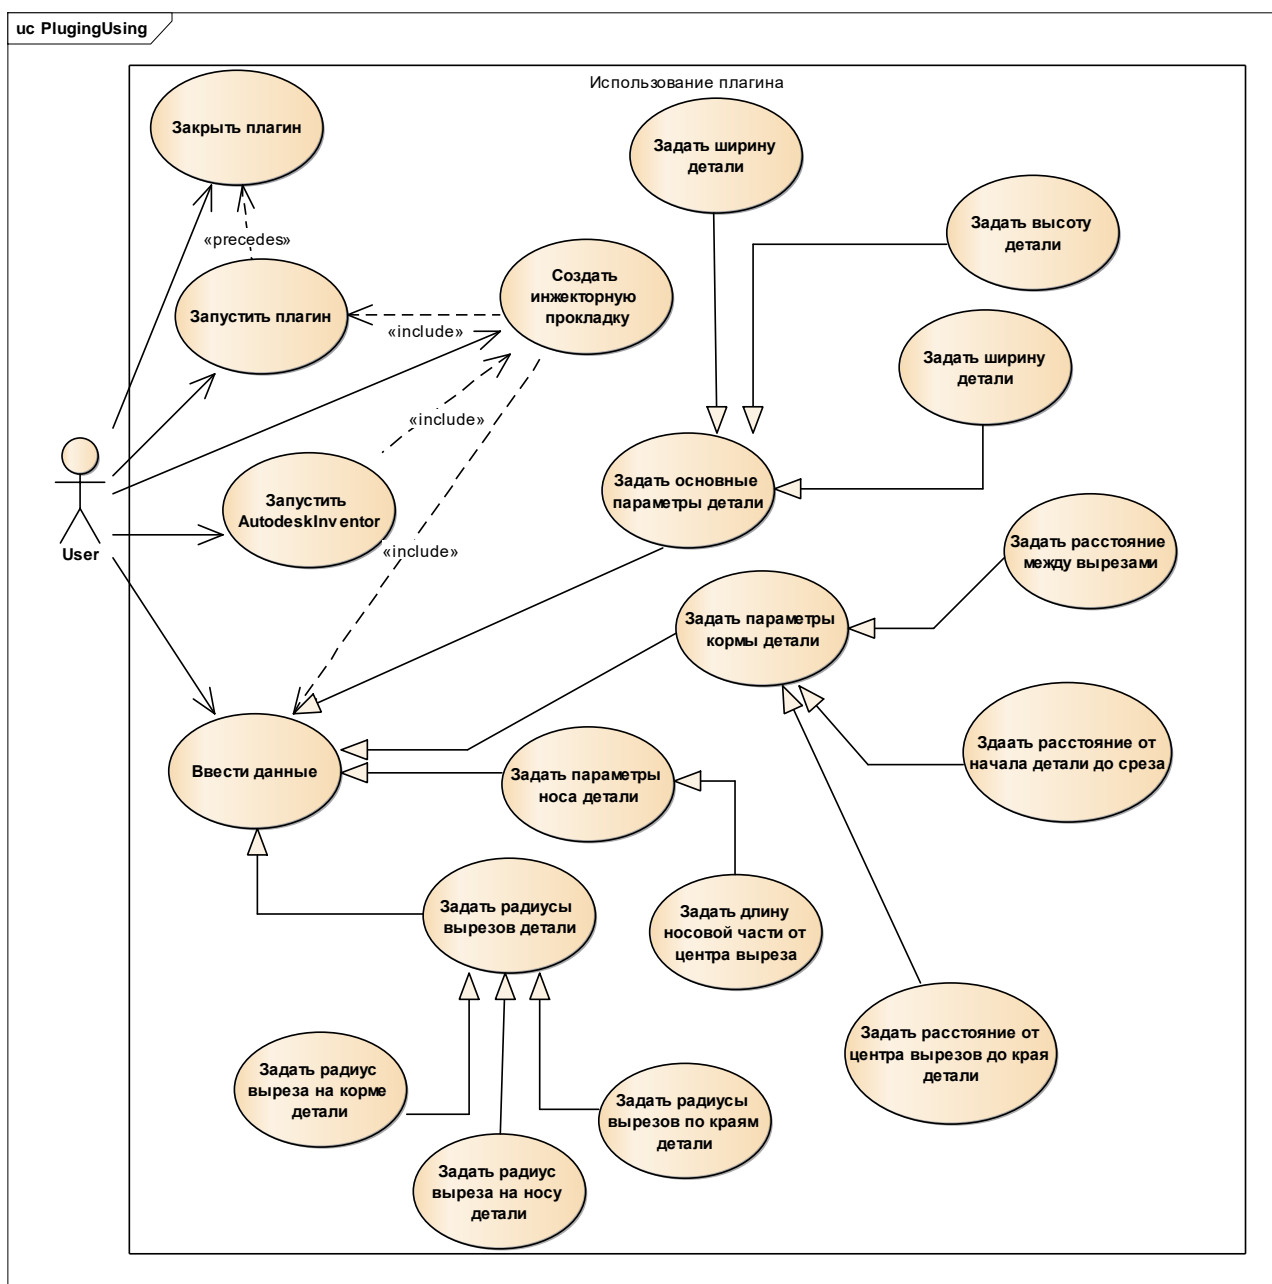 uc PlugingUsing
Использование плагина
Закрыть плагин
Задать ширину
детали
Задать высоту
детали
«precedes»
Создать
инжекторную
прокладку
Запустить плагин
«include»
Задать ширину
детали
«include»
Задать основные
параметры детали
Запустить
AutodeskInventor
User
«include»
Задать расстояние
между вырезами
Задать параметры
кормы детали
Здаать расстояние от
начала детали до среза
Ввести данные
Задать параметры
носа детали
Задать радиусы
вырезов детали
Задать длину
носовой части от
центра выреза
Задать расстояние от
центра вырезов до края
детали
Задать радиус
выреза на корме
детали
Задать радиусы
вырезов по краям
детали
Задать радиус
выреза на носу
детали